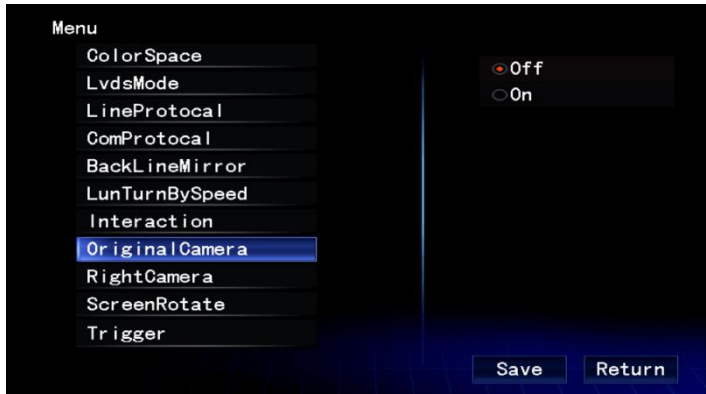 Menu
ColorSpace
LvdsMode
LineProtocal
ComProtocal
BackLineMirror
LunTurnBySpeed
Interaction
OriginalCamera
RightCamera
ScreenRotate
Trigger
Off
On
Save Return